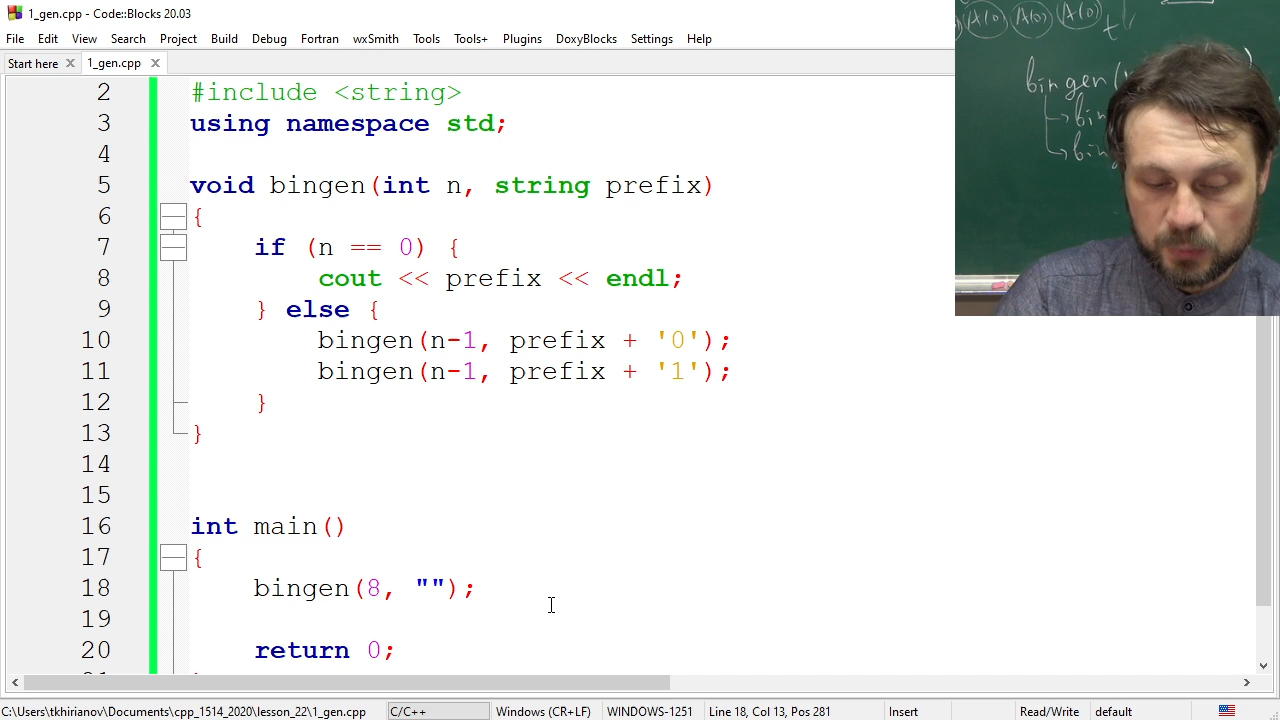 1_gen.cpp - Code::Blocks 20.03
File Edit View Search Project Build Debug Fortran wxSmith Tools Tools+ Plugins DoxyBlocks Settings Help
Start here 1_gen.cpp
2 #include <string>
3 using namespace std;
4
5 void bingen(int n, string prefix)
6 {
7 if (n == 0) {
8 cout << prefix << endl;
9 } else {
10 bingen(n-1, prefix + '0');
11 bingen(n-1, prefix + '1');
12 }
13 }
14
15
16 int main()
17 {
18 bingen(8, "");
19
20 return 0;
A(0) A(0) A(0)
bingen(
C:\Users\tkhirianov\Documents\cpp_1514_2020\lesson_22\1_gen.cpp C/C++ Windows (CR+LF) WINDOWS-1251 Line 18, Col 13, Pos 281 Insert Read/Write default